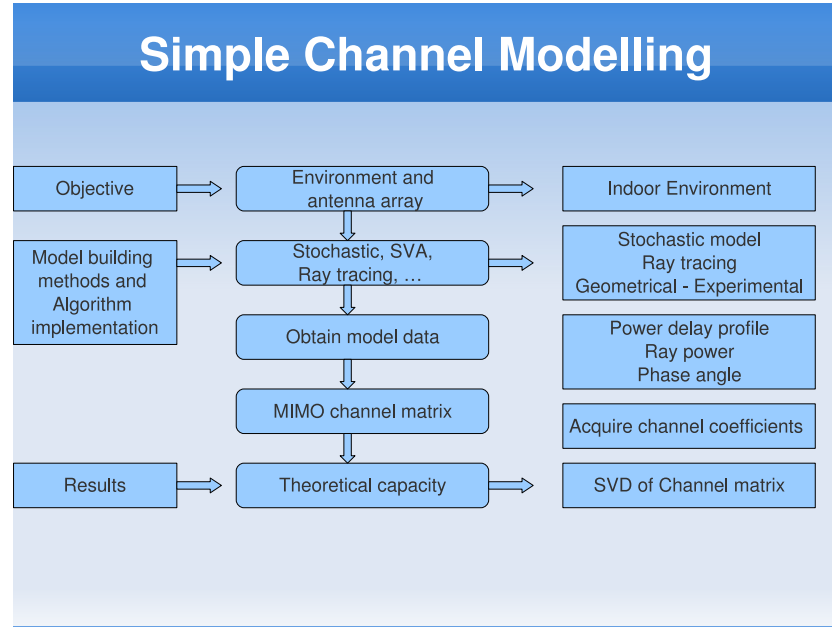 Simple Channel Modelling
Objective
Environment and
antenna array
Indoor Environment
Model building
methods and
Algorithm
implementation
Stochastic, SVA,
Ray tracing, …
Stochastic model
Ray tracing
Geometrical - Experimental
Obtain model data
Power delay profile
Ray power
Phase angle
MIMO channel matrix
Acquire channel coefficients
Results
Theoretical capacity
SVD of Channel matrix